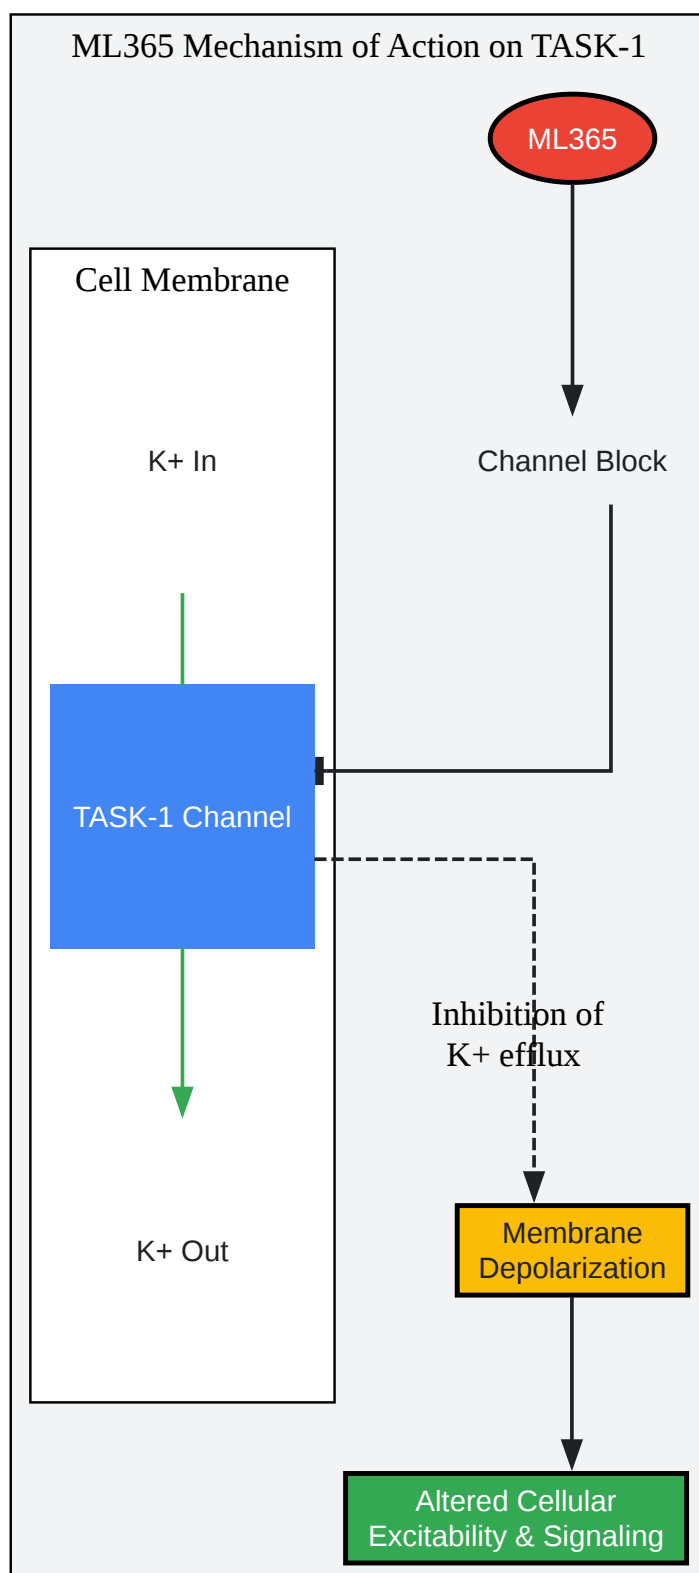 ML365 Mechanism of Action on TASK-1
ML365
Cell Membrane
K+ In
Channel Block
TASK-1 Channel
Inhibition of
K+ efflux
Membrane
Depolarization
K+ Out
Altered Cellular
Excitability & Signaling